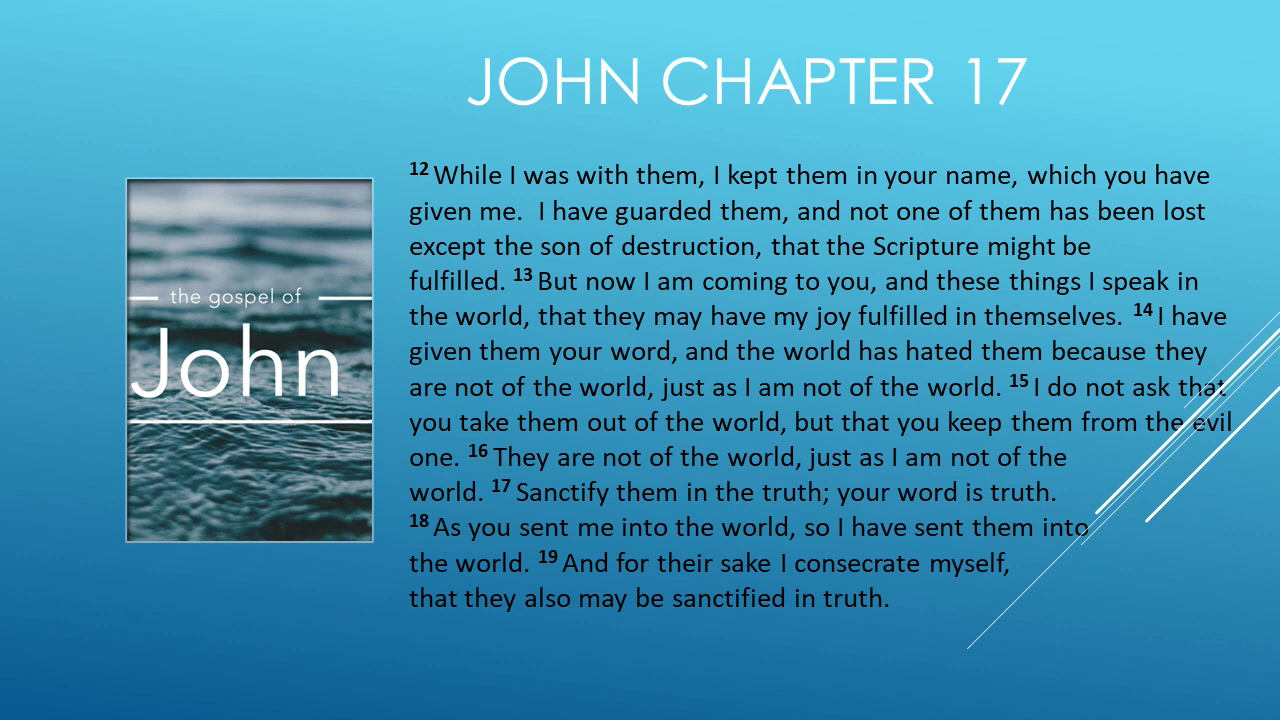 JOHN CHAPTER 17
the gospel of
John
12 While I was with them, I kept them in your name, which you have
given me.  I have guarded them, and not one of them has been lost
except the son of destruction, that the Scripture might be
fulfilled. 13 But now I am coming to you, and these things I speak in
the world, that they may have my joy fulfilled in themselves. 14 I have
given them your word, and the world has hated them because they
are not of the world, just as I am not of the world. 15 I do not ask that
you take them out of the world, but that you keep them from the evil
one. 16 They are not of the world, just as I am not of the
world. 17 Sanctify them in the truth; your word is truth.
18 As you sent me into the world, so I have sent them into
the world. 19 And for their sake I consecrate myself,
that they also may be sanctified in truth.